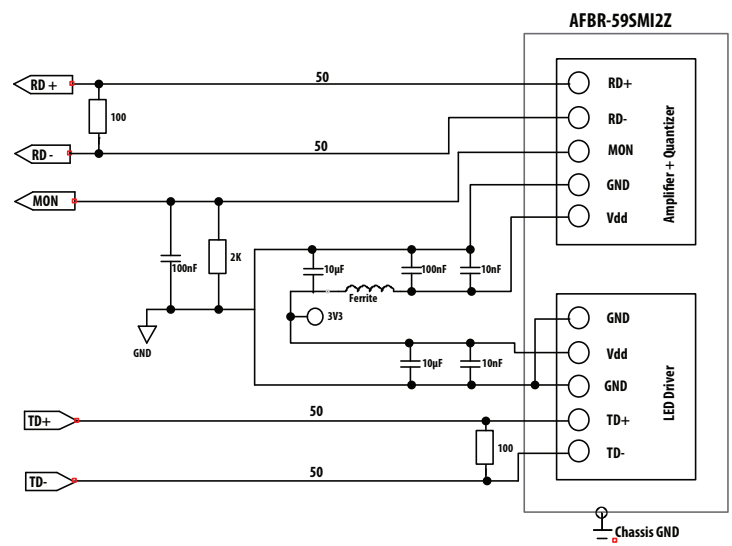 AFBR-59SMI2Z
RD +
50
RD+
100
RD-
RD -
50
MON
MON
GND
Vdd
Amplifier + Quantizer
100nF
2K
10µF
100nF
10nF
Ferrite
3V3
GND
GND
Vdd
10µF
10nF
GND
LED Driver
TD+
50
TD+
100
TD-
TD-
50
Chassis GND